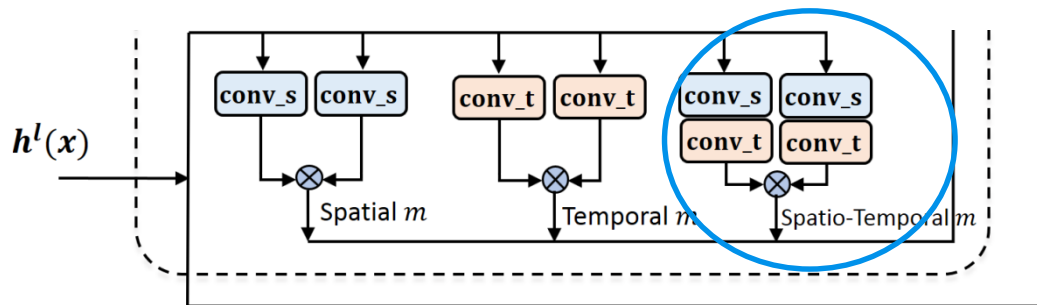 conv_s conv_s conv_t conv_t conv_s conv_s
conv_t conv_t
h^l(x)
Spatial m Temporal m Spatio-Temporal m